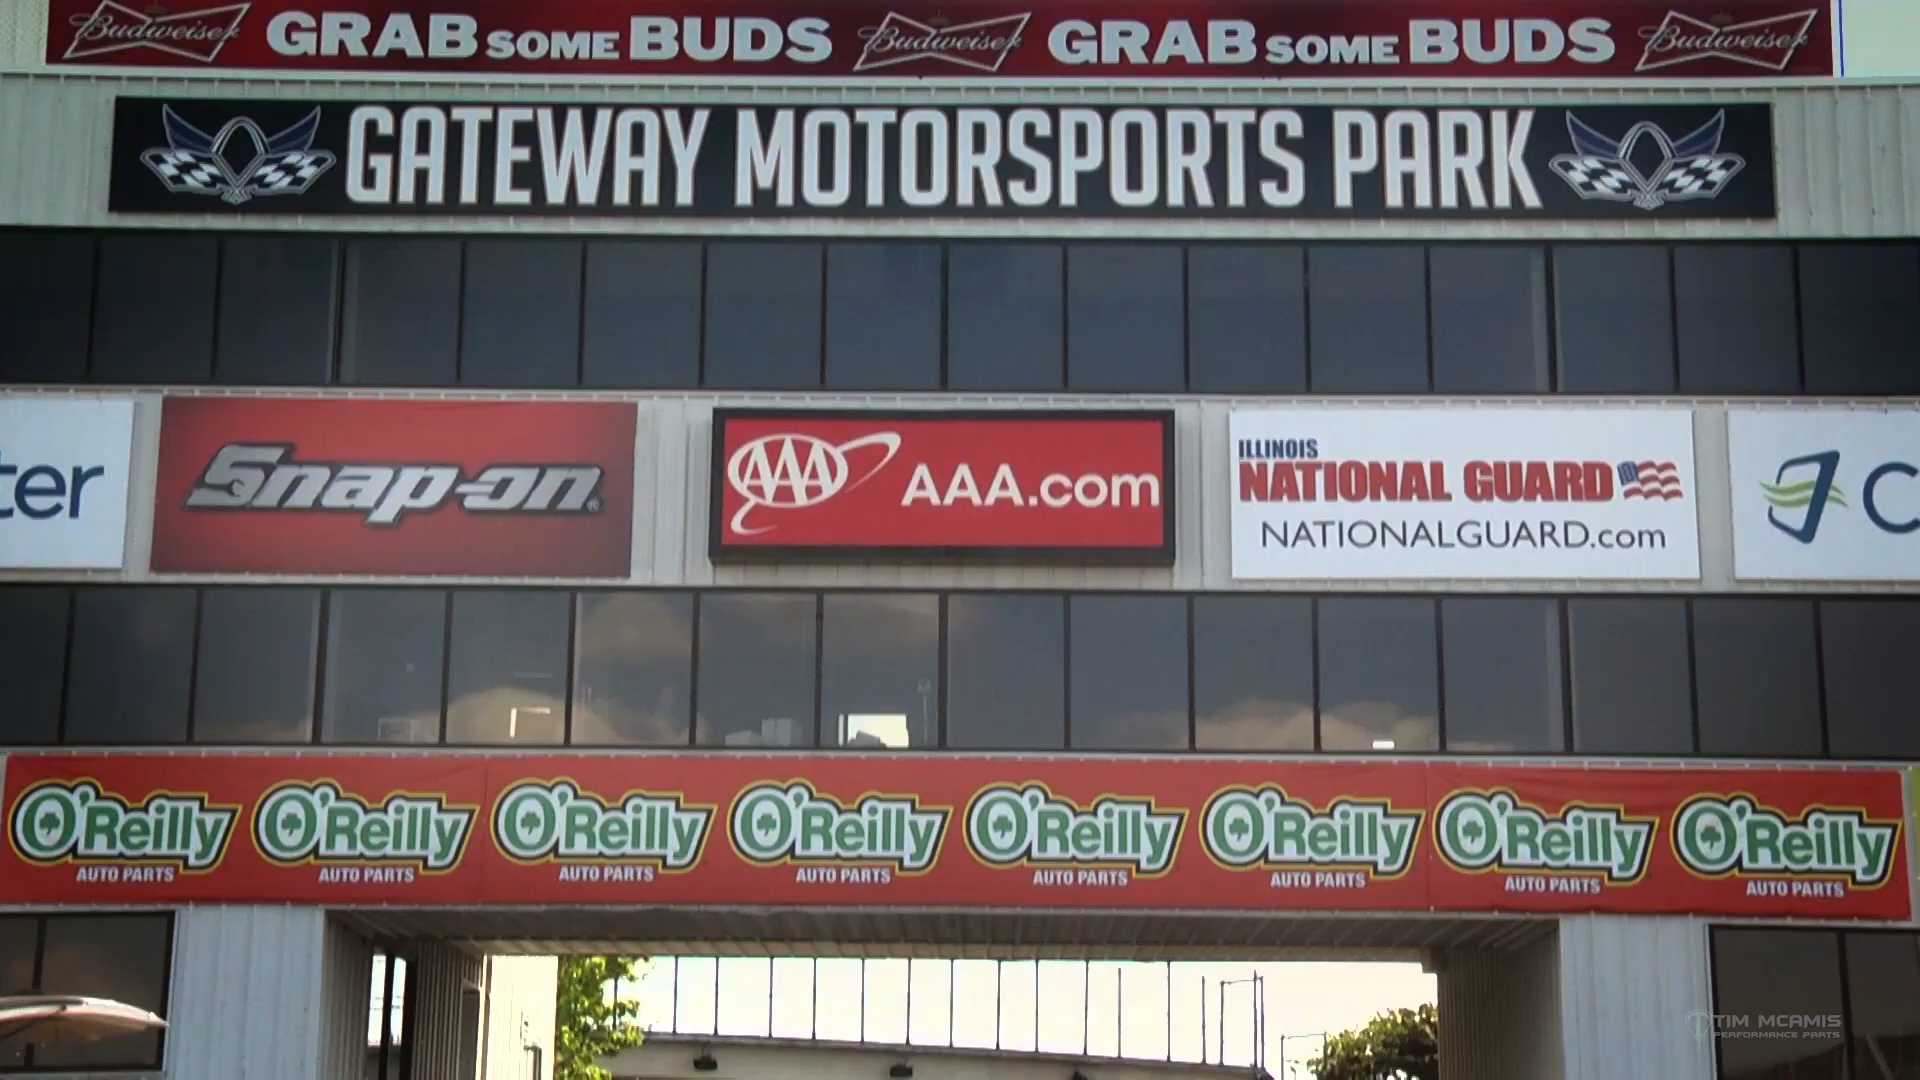 Budweiser GRAB SOME BUDS Budweiser GRAB SOME BUDS Budweiser
GATEWAY MOTORSPORTS PARK
ter
Snap-on®
AAA AAA.com
ILLINOIS
NATIONAL GUARD
NATIONALGUARD.com
C
O'Reilly O'Reilly O'Reilly O'Reilly O'Reilly O'Reilly O'Reilly O'Reilly
AUTO PARTS AUTO PARTS AUTO PARTS AUTO PARTS AUTO PARTS AUTO PARTS AUTO PARTS AUTO PARTS
TIM MCAMIS
PERFORMANCE PARTS